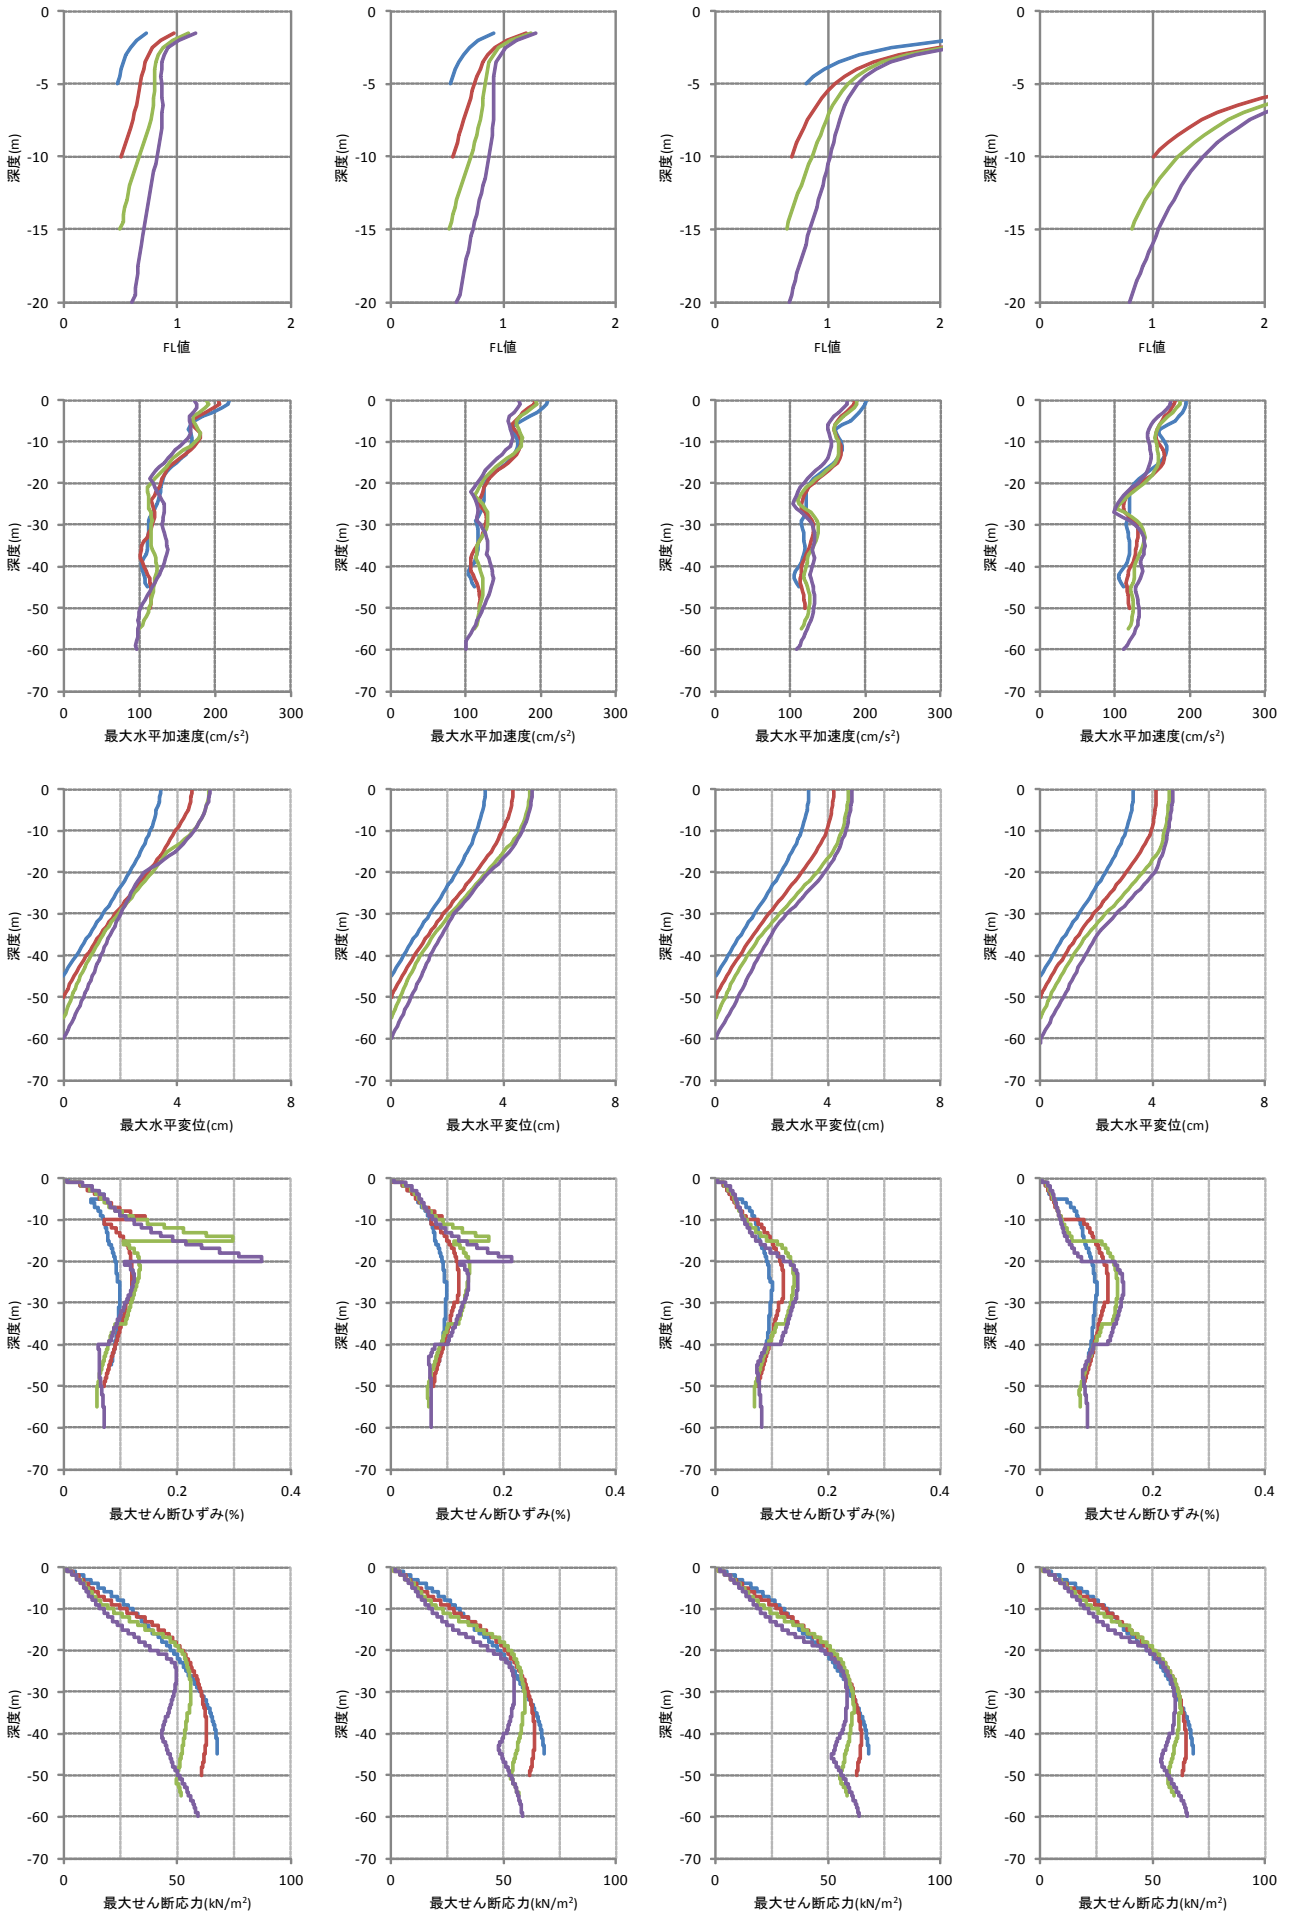 0 0 0 0
-5 -5 -5 -5
-10 -10 -10 -10
-15 -15 -15 -15
-20 -20 -20 -20
深度(m) 深度(m) 深度(m) 深度(m)
0 1 2 0 1 2 0 1 2 0 1 2
FL値 FL値 FL値 FL値
0 0 0 0
-10 -10 -10 -10
-20 -20 -20 -20
-30 -30 -30 -30
-40 -40 -40 -40
-50 -50 -50 -50
-60 -60 -60 -60
-70 -70 -70 -70
深度(m) 深度(m) 深度(m) 深度(m)
0 100 200 300 0 100 200 300 0 100 200 300 0 100 200 300
最大水平加速度(cm/s²) 最大水平加速度(cm/s²) 最大水平加速度(cm/s²) 最大水平加速度(cm/s²)
0 0 0 0
-10 -10 -10 -10
-20 -20 -20 -20
-30 -30 -30 -30
-40 -40 -40 -40
-50 -50 -50 -50
-60 -60 -60 -60
-70 -70 -70 -70
深度(m) 深度(m) 深度(m) 深度(m)
0 4 8 0 4 8 0 4 8 0 4 8
最大水平変位(cm) 最大水平変位(cm) 最大水平変位(cm) 最大水平変位(cm)
0 0 0 0
-10 -10 -10 -10
-20 -20 -20 -20
-30 -30 -30 -30
-40 -40 -40 -40
-50 -50 -50 -50
-60 -60 -60 -60
-70 -70 -70 -70
深度(m) 深度(m) 深度(m) 深度(m)
0 0.2 0.4 0 0.2 0.4 0 0.2 0.4 0 0.2 0.4
最大せん断ひずみ(%) 最大せん断ひずみ(%) 最大せん断ひずみ(%) 最大せん断ひずみ(%)
0 0 0 0
-10 -10 -10 -10
-20 -20 -20 -20
-30 -30 -30 -30
-40 -40 -40 -40
-50 -50 -50 -50
-60 -60 -60 -60
-70 -70 -70 -70
深度(m) 深度(m) 深度(m) 深度(m)
0 50 100 0 50 100 0 50 100 0 50 100
最大せん断応力(kN/m²) 最大せん断応力(kN/m²) 最大せん断応力(kN/m²) 最大せん断応力(kN/m²)